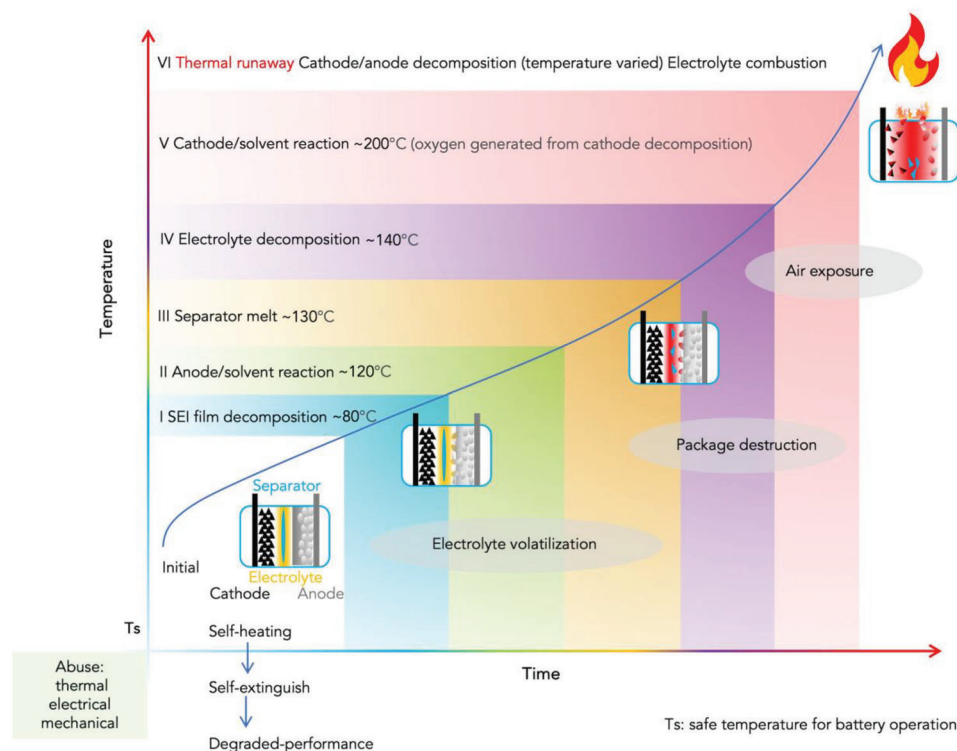 VI Thermal runaway Cathode/anode decomposition (temperature varied) Electrolyte combustion
V Cathode/solvent reaction ~200°C (oxygen generated from cathode decomposition)
IV Electrolyte decomposition ~140°C
Air exposure
Temperature
III Separator melt ~130°C
II Anode/solvent reaction ~120°C
I SEI film decomposition ~80°C
Package destruction
Separator
Electrolyte volatilization
Initial
Electrolyte
Cathode
Anode
Ts
Self-heating
Time
Abuse:
thermal
electrical
mechanical
Self-extinguish
Degraded-performance
Ts: safe temperature for battery operation